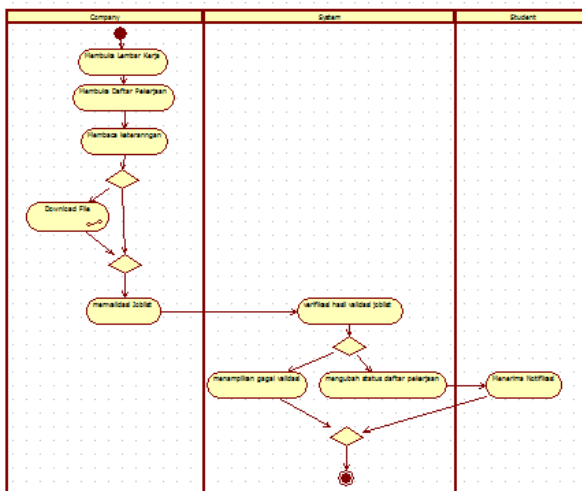 Company
System
Student
Membuka Lembar Kerja
Membuka Daftar Pekerjaan
Membaca keteranngan
Download File
memvalidasi Joblist
verifikasi hasil validasi joblist
menampilkan gagal validasi
mengubah status daftar pekerjaan
Menerima Notifikasi